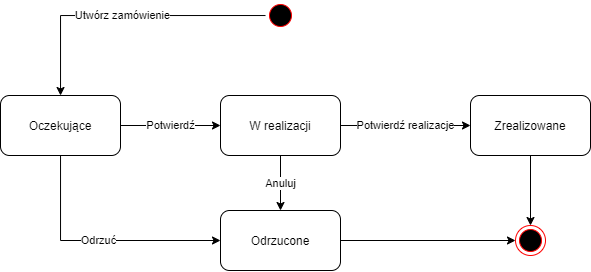 Utwórz zamówienie
Oczekujące
Potwierdź
W realizacji
Potwierdź realizacje
Zrealizowane
Anuluj
Odrzuć
Odrzucone